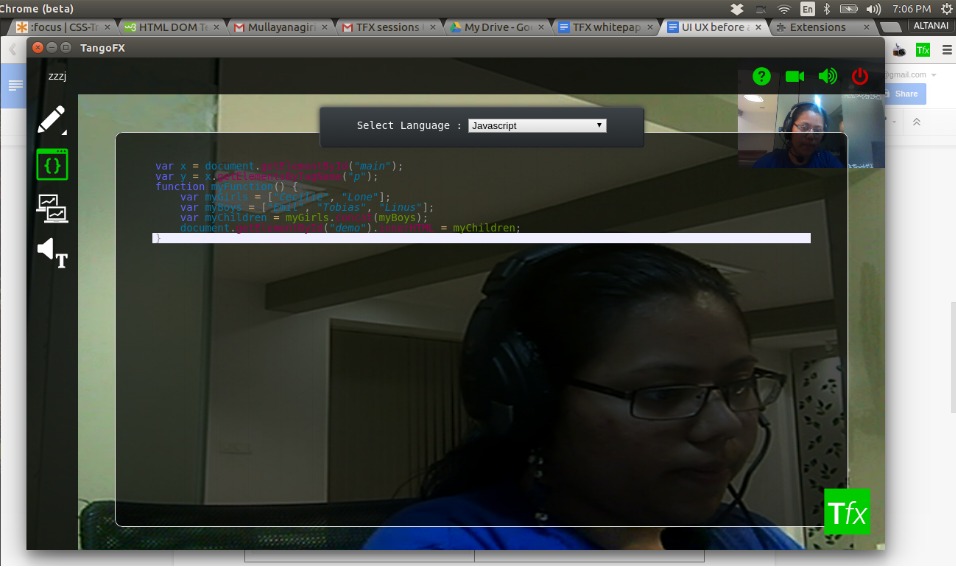 Chrome (beta)
En
7:06 PM
:focus | CSS-T
HTML DOM Te
Mullayanagiri
TFX sessions
My Drive - Goo
TFX whitepap
UI UX before a
Extensions
ALTANAI
TangoFX
Tfx
@gmail.com
Share
zzzj
Select Language :
Javascript
var x = document.getElementById("main");
var y = x.getElementsByTagName("p");
function myFunction() {
var myGirls = ["Cecilie", "Lone"];
var myBoys = ["Emil", "Tobias", "Linus"];
var myChildren = myGirls.concat(myBoys);
document.getElementById("demo").innerHTML = myChildren;
}
T
Tfx